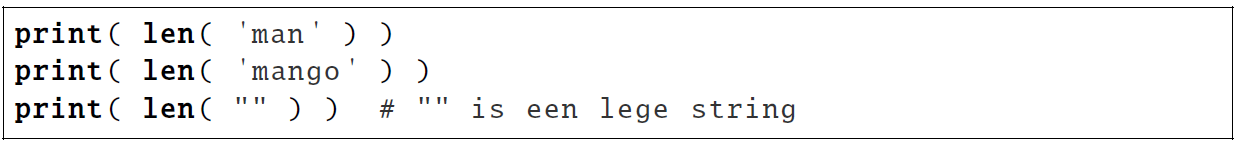 print( len( 'man' ) )
print( len( 'mango' ) )
print( len( "" ) )  # "" is een lege string